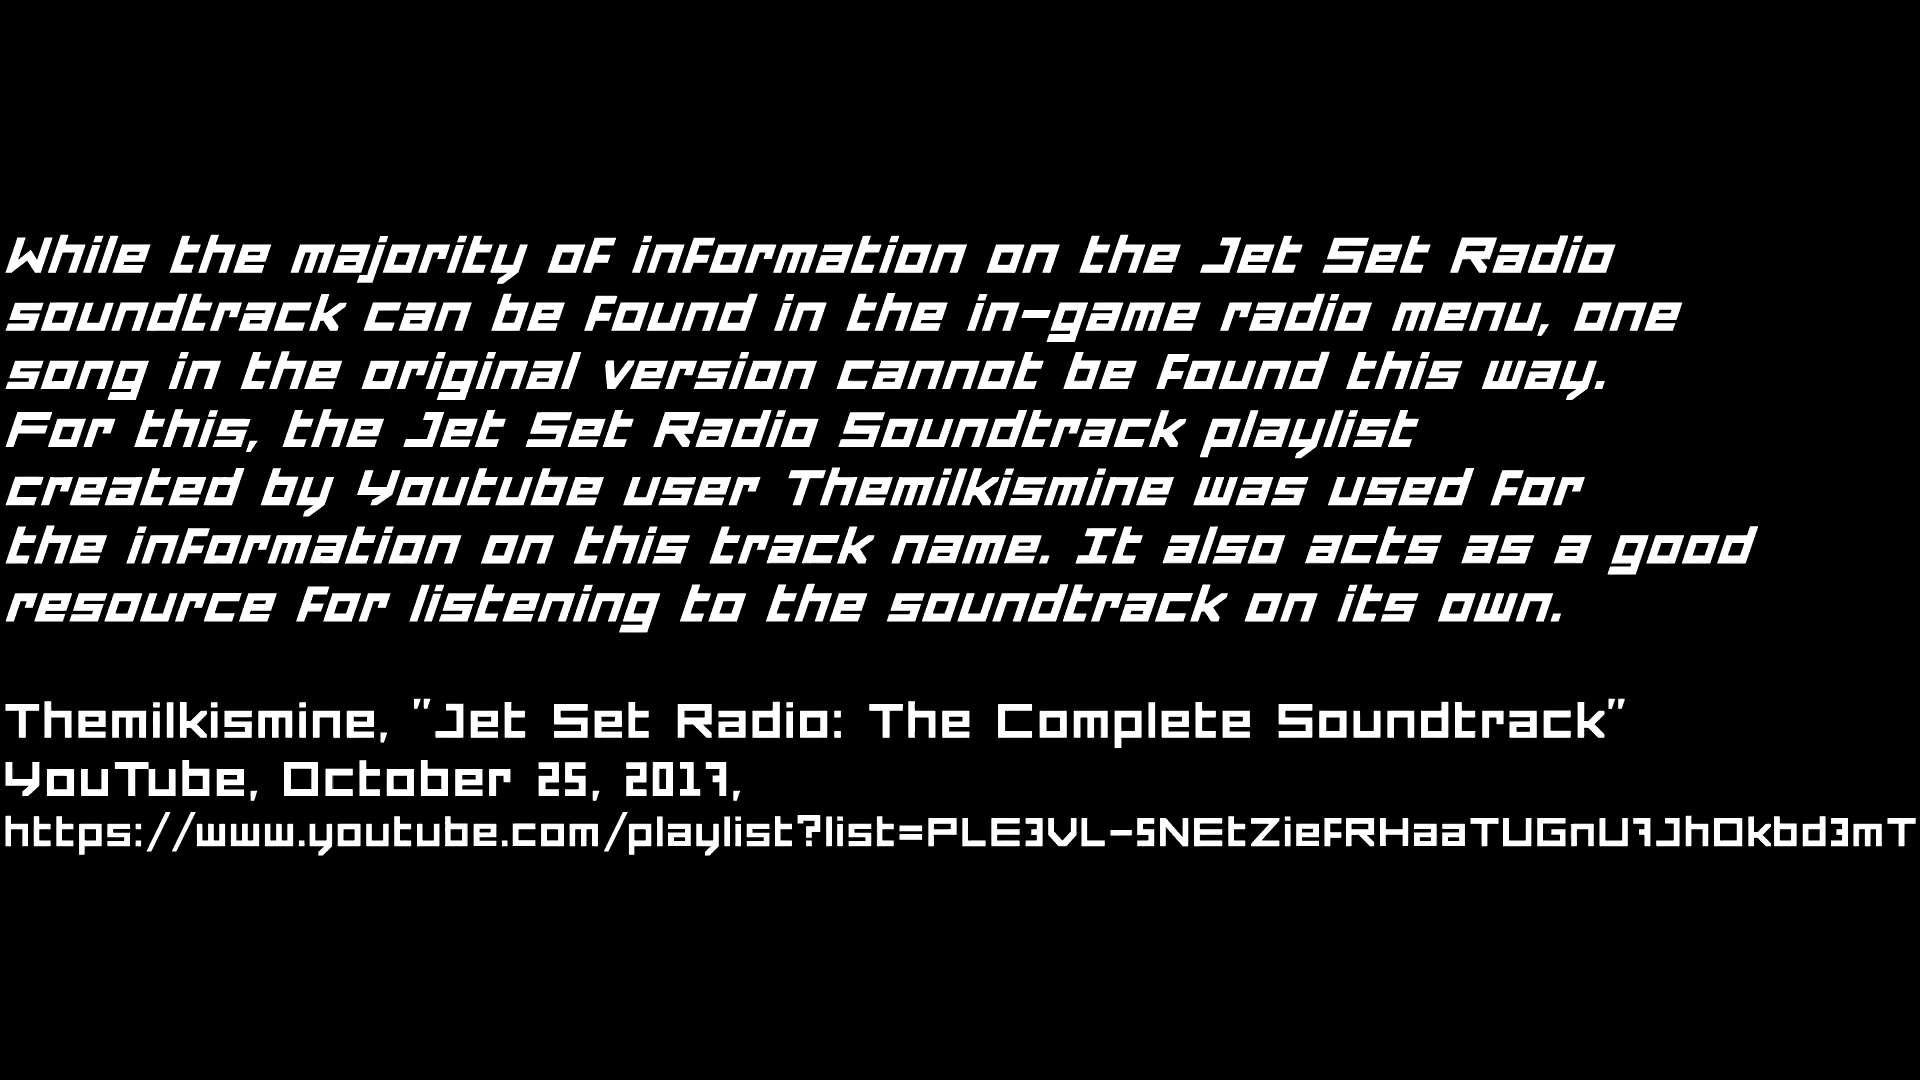 While the majority of information on the Jet Set Radio
soundtrack can be found in the in-game radio menu, one
song in the original version cannot be found this way.
For this, the Jet Set Radio Soundtrack playlist
created by Youtube user Themilkismine was used for
the information on this track name. It also acts as a good
resource for listening to the soundtrack on its own.
Themilkismine, "Jet Set Radio: The Complete Soundtrack"
YouTube, October 25, 2017,
https://www.youtube.com/playlist?list=PLE3VL-5NEtZiefRHaaTUGnU7JhOkbd3mT